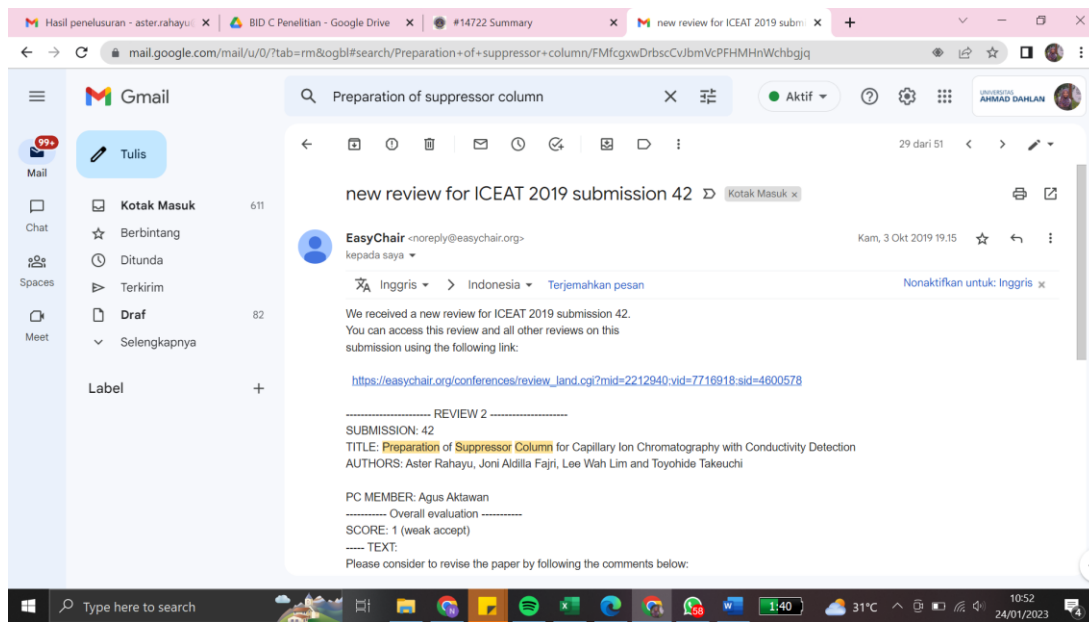 Hasil penelusuran - aster.rahayu
BID C Penelitian - Google Drive
#14722 Summary
new review for ICEAT 2019 subm
mail.google.com/mail/u/0/?tab=rm&ogbl#search/Preparation+of+suppressor+column/FMfcgxwDrbscCvJbmVcPFHMHnWchbgjq
Gmail
Preparation of suppressor column
Aktif
UNIVERSITAS
AHMAD DAHLAN
99+
Mail
Chat
Spaces
Meet
Tulis
Kotak Masuk 611
Berbintang
Ditunda
Terkirim
Draf 82
Selengkapnya
Label +
29 dari 51
new review for ICEAT 2019 submission 42 Kotak Masuk x
EasyChair <noreply@easychair.org> Kam, 3 Okt 2019 19.15
kepada saya
Inggris > Indonesia Terjemahkan pesan Nonaktifkan untuk: Inggris x
We received a new review for ICEAT 2019 submission 42.
You can access this review and all other reviews on this
submission using the following link:
https://easychair.org/conferences/review_land.cgi?mid=2212940;vid=7716918;sid=4600578
----------------------- REVIEW 2 ---------------------
SUBMISSION: 42
TITLE: Preparation of Suppressor Column for Capillary Ion Chromatography with Conductivity Detection
AUTHORS: Aster Rahayu, Joni Aldilla Fajri, Lee Wah Lim and Toyohide Takeuchi
PC MEMBER: Agus Aktawan
----------- Overall evaluation -----------
SCORE: 1 (weak accept)
----- TEXT:
Please consider to revise the paper by following the comments below:
Type here to search
58
1:40
31°C
10:52
24/01/2023
4